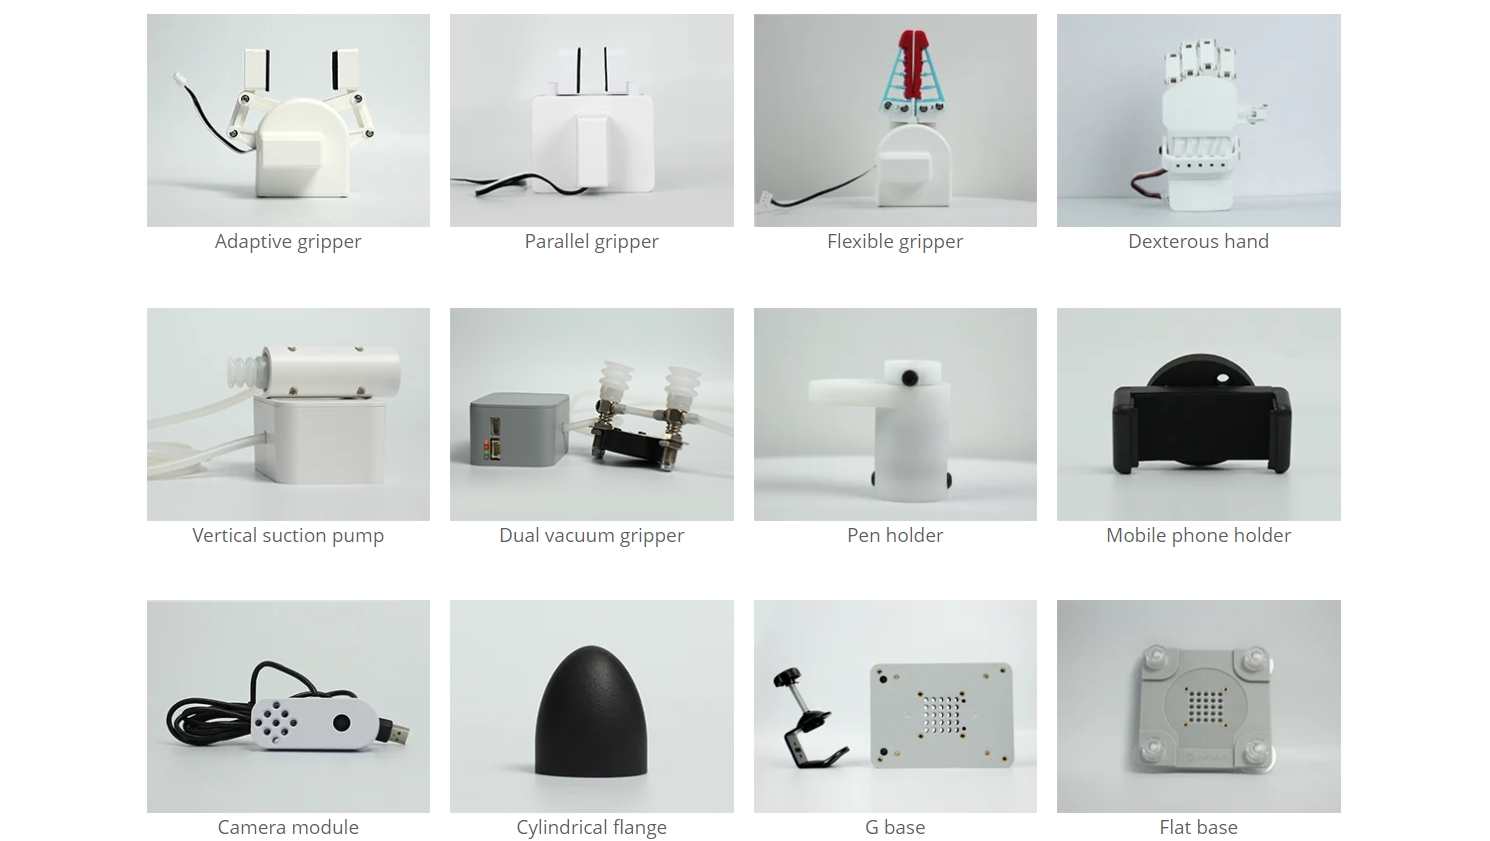 Adaptive gripper
Parallel gripper
Flexible gripper
Dexterous hand
Vertical suction pump
Dual vacuum gripper
Pen holder
Mobile phone holder
Camera module
Cylindrical flange
G base
Flat base